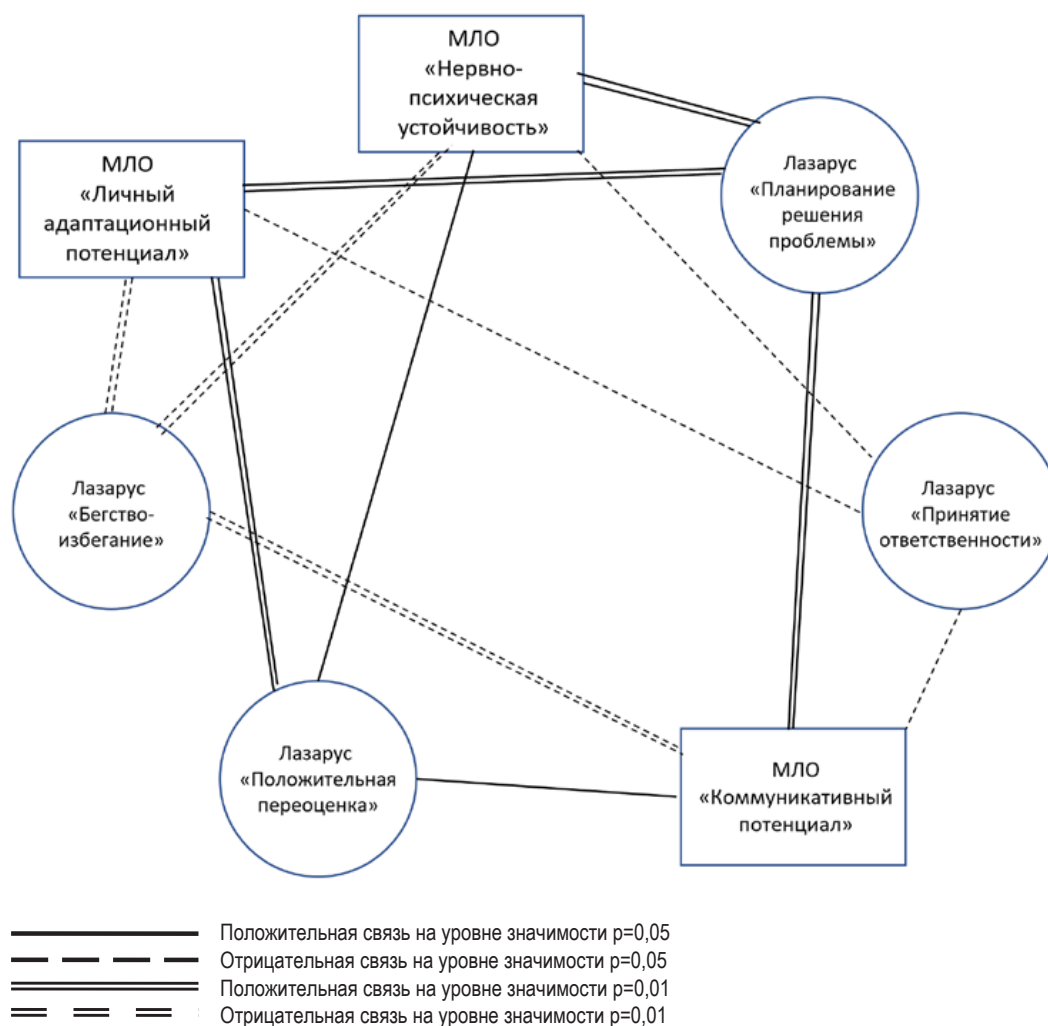 МЛО
«Нервно-
психическая
устойчивость»
МЛО
«Личный
адаптационный
потенциал»
Лазарус
«Планирование
решения
проблемы»
Лазарус
«Бегство-
избегание»
Лазарус
«Принятие
ответственности»
Лазарус
«Положительная
переоценка»
МЛО
«Коммуникативный
потенциал»
Положительная связь на уровне значимости p=0,05
Отрицательная связь на уровне значимости p=0,05
Положительная связь на уровне значимости p=0,01
Отрицательная связь на уровне значимости p=0,01